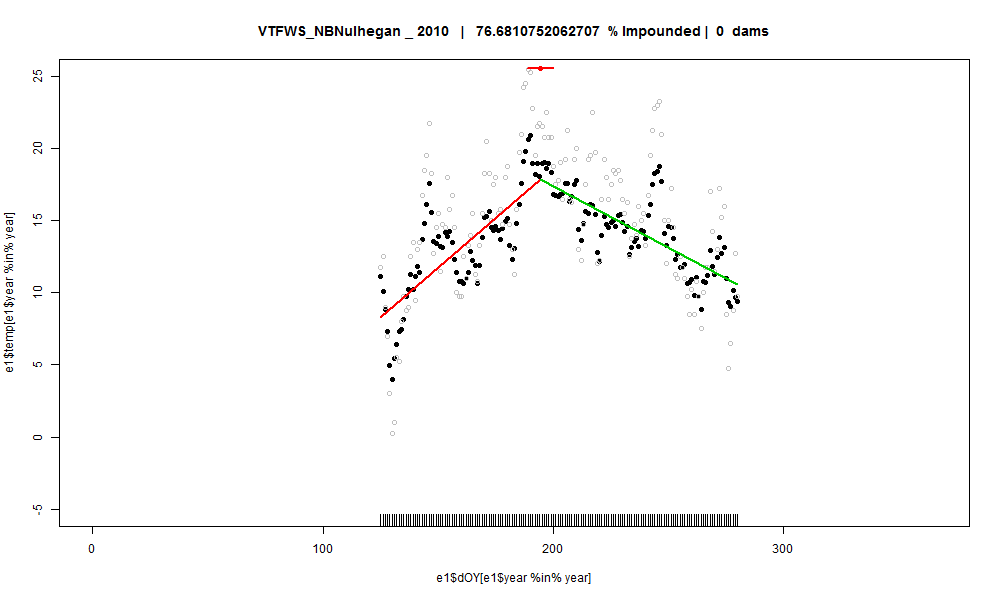 VTFWS_NBNulhegan _ 2010 | 76.6810752062707 % Impounded | 0 dams
25
20
15
10
5
0
-5
e1$temp[e1$year %in% year]
0 100 200 300
e1$dOY[e1$year %in% year]